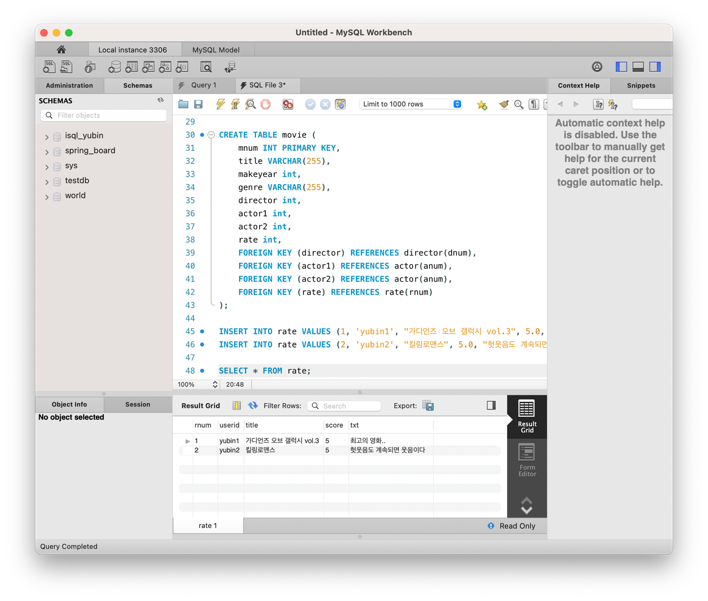 Untitled - MySQL Workbench
Local instance 3306
MySQL Model
Administration
Schemas
Query 1
SQL File 3*
Context Help
Snippets
SCHEMAS
Filter objects
isql_yubin
spring_board
sys
testdb
world
Limit to 1000 rows
29
30 CREATE TABLE movie (
31 mnum INT PRIMARY KEY,
32 title VARCHAR(255),
33 makeyear int,
34 genre VARCHAR(255),
35 director int,
36 actor1 int,
37 actor2 int,
38 rate int,
39 FOREIGN KEY (director) REFERENCES director(dnum),
40 FOREIGN KEY (actor1) REFERENCES actor(anum),
41 FOREIGN KEY (actor2) REFERENCES actor(anum),
42 FOREIGN KEY (rate) REFERENCES rate(rnum)
43 );
44
45 INSERT INTO rate VALUES (1, 'yubin1', "가디언즈 오브 갤럭시 vol.3", 5.0,
46 INSERT INTO rate VALUES (2, 'yubin2', "킬링로맨스", 5.0, "헛웃음도 계속되면
47
48 SELECT * FROM rate;
100%
20:48
Automatic context help
is disabled. Use the
toolbar to manually get
help for the current
caret position or to
toggle automatic help.
Object Info
Session
No object selected
Result Grid
Filter Rows:
Search
Export:
rnum userid title score txt
1 yubin1 가디언즈 오브 갤럭시 vol.3 5 최고의 영화..
2 yubin2 킬링로맨스 5 헛웃음도 계속되면 웃음이다
Result
Grid
Form
Editor
rate 1
Read Only
Query Completed